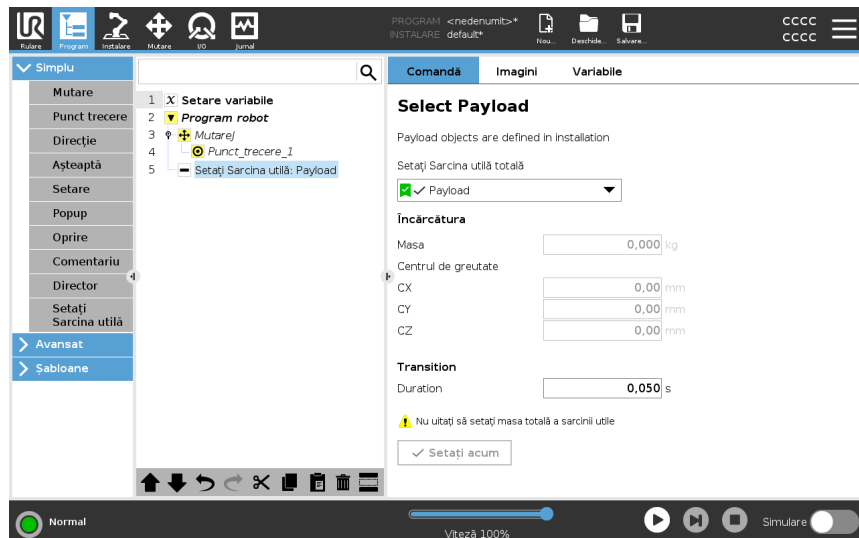 UR
Rulare
Program
Instalare
Mutare
I/O
Jurnal
PROGRAM <nedenumit>*
INSTALARE default*
Nou...
Deschide...
Salvare...
CCCC
CCCC
Simplu
Mutare
Punct trecere
Direcție
Așteaptă
Setare
Popup
Oprire
Comentariu
Director
Setați
Sarcina utilă
Avansat
Șabloane
1 X Setare variabile
2 Program robot
3 MutareJ
4 Punct_trecere_1
5 Setați Sarcina utilă: Payload
Comandă Imagini Variabile
Select Payload
Payload objects are defined in installation
Setați Sarcina utilă totală
Payload
Încărcătura
Masa 0,000 kg
Centrul de greutate
CX 0,00 mm
CY 0,00 mm
CZ 0,00 mm
Transition
Duration 0,050 s
Nu uitați să setați masa totală a sarcinii utile
Setați acum
Normal
Viteză 100%
Simulare